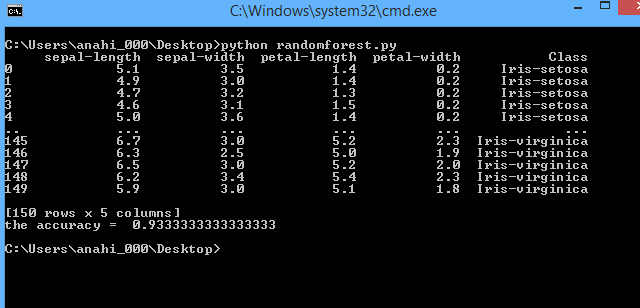 C:\Windows\system32\cmd.exe
C:\Users\anahi_000\Desktop>python randomforest.py
sepal-length sepal-width petal-length petal-width Class
0 5.1 3.5 1.4 0.2 Iris-setosa
1 4.9 3.0 1.4 0.2 Iris-setosa
2 4.7 3.2 1.3 0.2 Iris-setosa
3 4.6 3.1 1.5 0.2 Iris-setosa
4 5.0 3.6 1.4 0.2 Iris-setosa
.. ... ... ... ... ...
145 6.7 3.0 5.2 2.3 Iris-virginica
146 6.3 2.5 5.0 1.9 Iris-virginica
147 6.5 3.0 5.2 2.0 Iris-virginica
148 6.2 3.4 5.4 2.3 Iris-virginica
149 5.9 3.0 5.1 1.8 Iris-virginica
[150 rows x 5 columns]
the accuracy = 0.9333333333333333
C:\Users\anahi_000\Desktop>